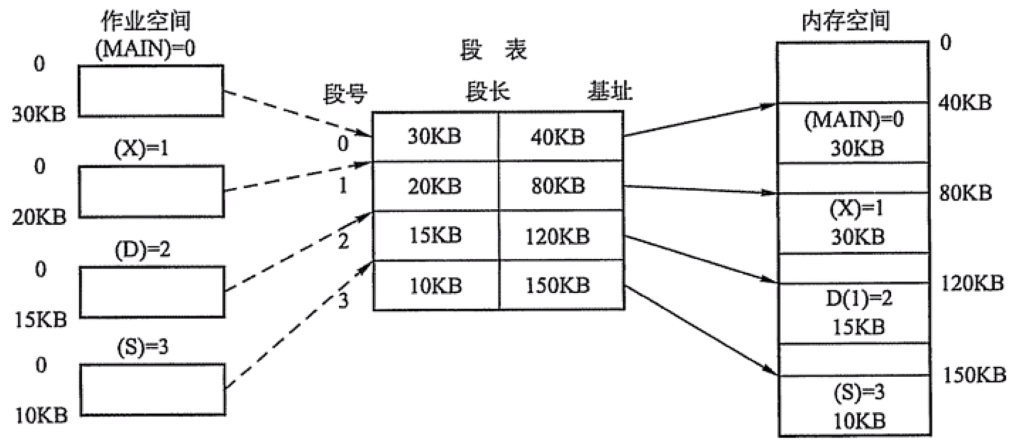 作业空间
(MAIN)=0
0
30KB
(X)=1
0
20KB
(D)=2
0
15KB
(S)=3
0
10KB
段 表
段号 段长 基址
0 30KB 40KB
1 20KB 80KB
2 15KB 120KB
3 10KB 150KB
内存空间
0
40KB
(MAIN)=0
30KB
80KB
(X)=1
30KB
120KB
D(1)=2
15KB
150KB
(S)=3
10KB